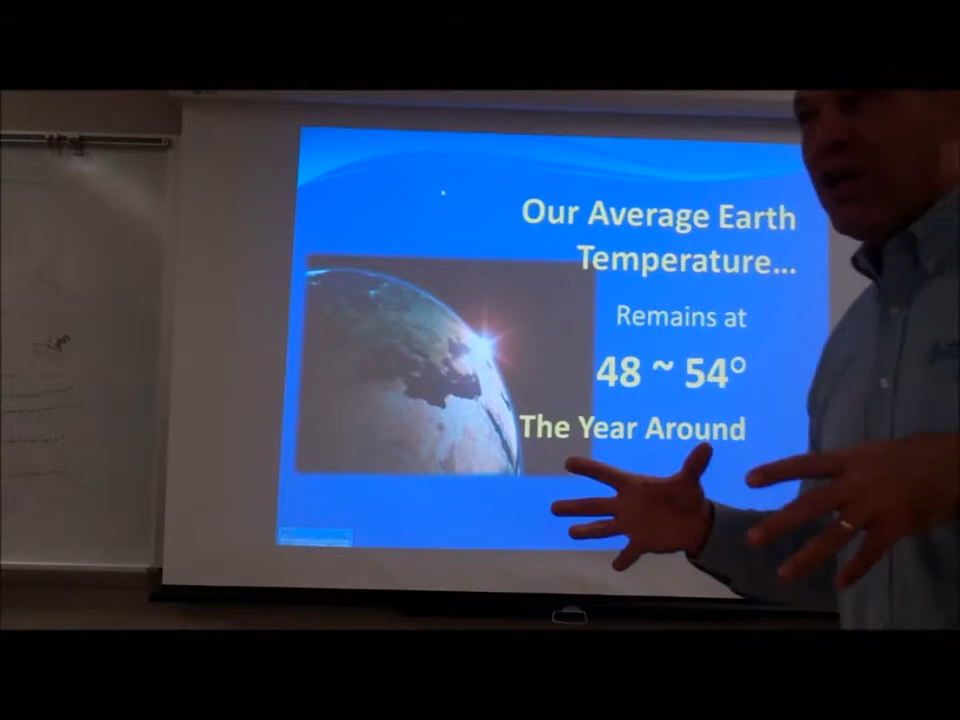 Our Average Earth
Temperature...
Remains at
48 ~ 54°
The Year Around